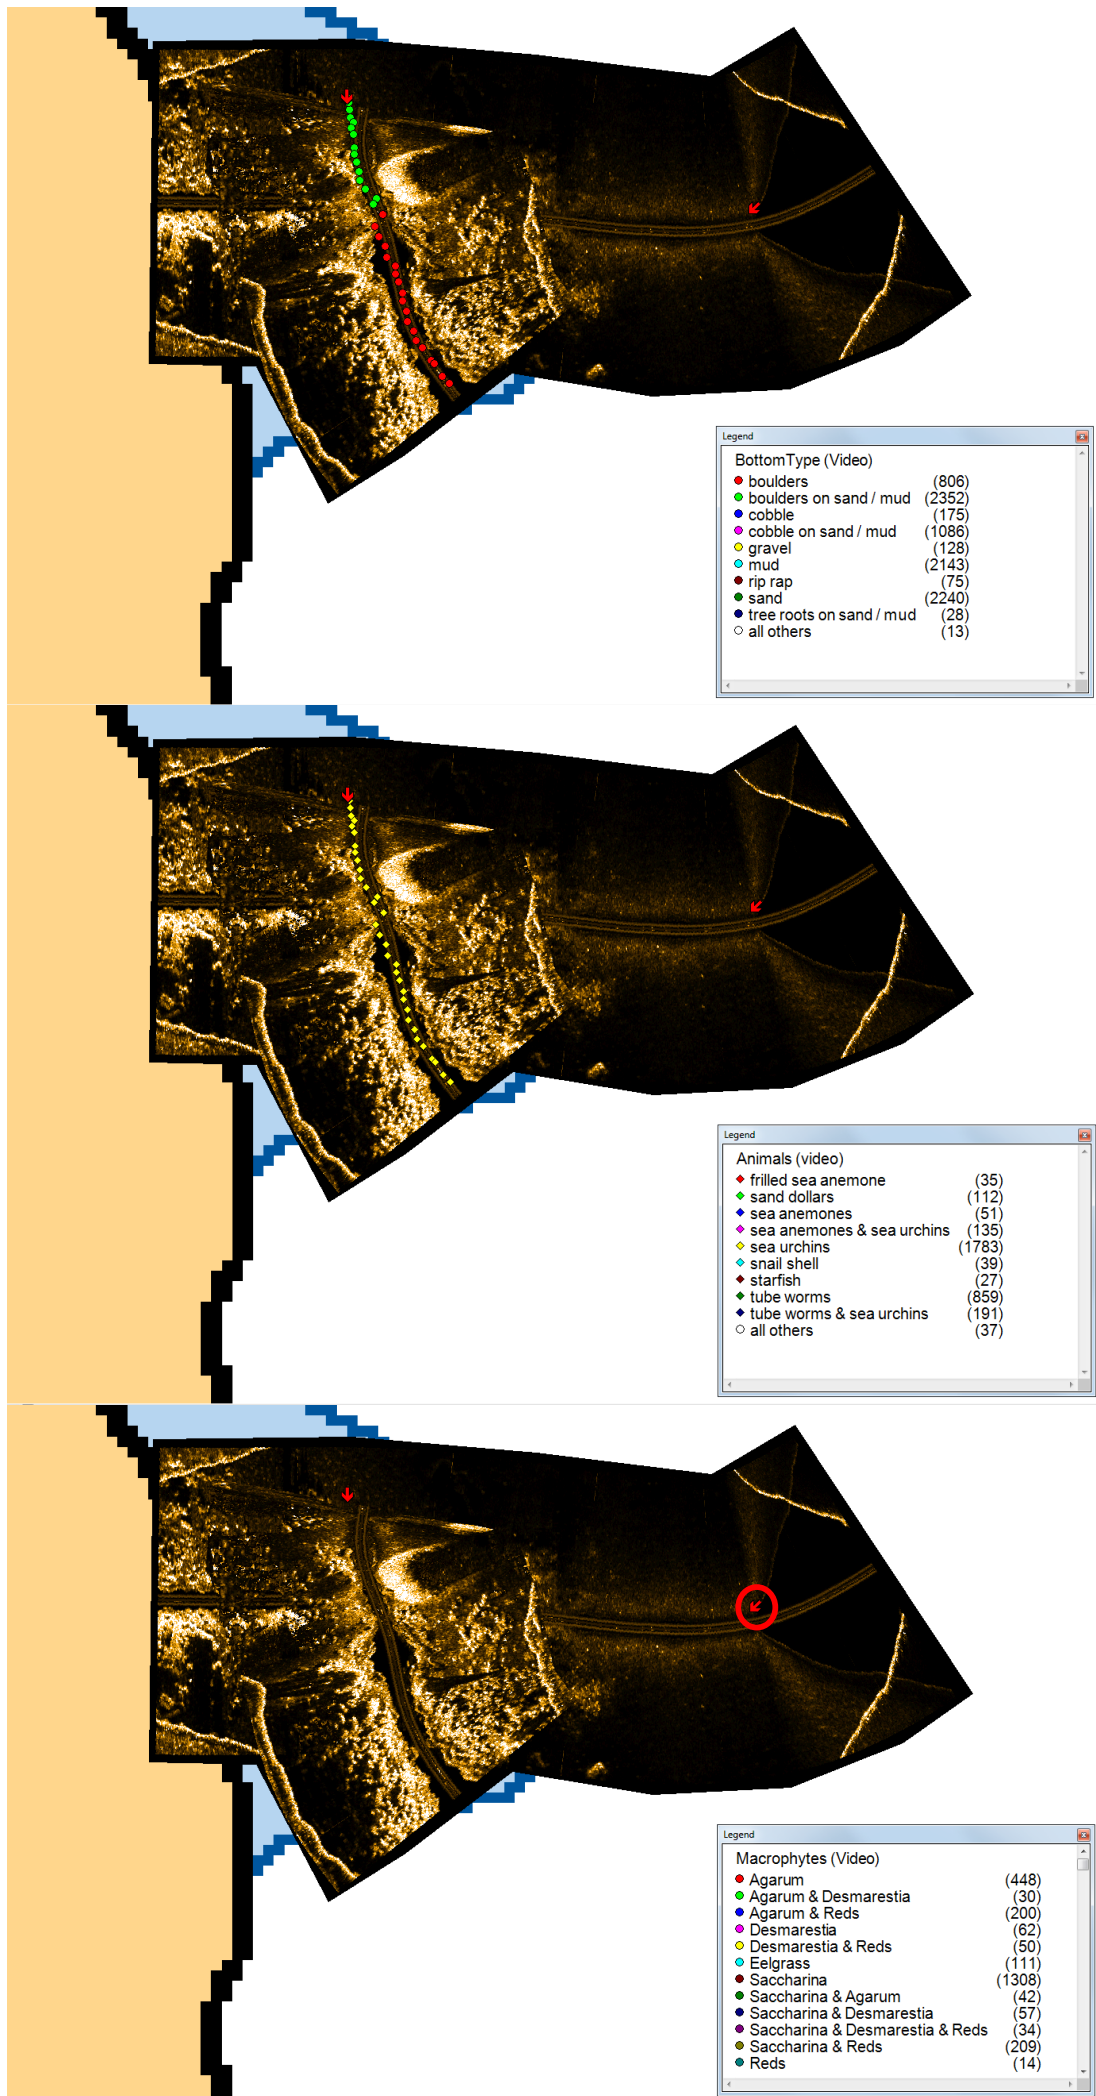 Legend
BottomType (Video)
boulders (806)
boulders on sand / mud (2352)
cobble (175)
cobble on sand / mud (1086)
gravel (128)
mud (2143)
rip rap (75)
sand (2240)
tree roots on sand / mud (28)
all others (13)
Legend
Animals (video)
frilled sea anemone (35)
sand dollars (112)
sea anemones (51)
sea anemones & sea urchins (135)
sea urchins (1783)
snail shell (39)
starfish (27)
tube worms (859)
tube worms & sea urchins (191)
all others (37)
Legend
Macrophytes (Video)
Agarum (448)
Agarum & Desmarestia (30)
Agarum & Reds (200)
Desmarestia (62)
Desmarestia & Reds (50)
Eelgrass (111)
Saccharina (1308)
Saccharina & Agarum (42)
Saccharina & Desmarestia (57)
Saccharina & Desmarestia & Reds (34)
Saccharina & Reds (209)
Reds (14)